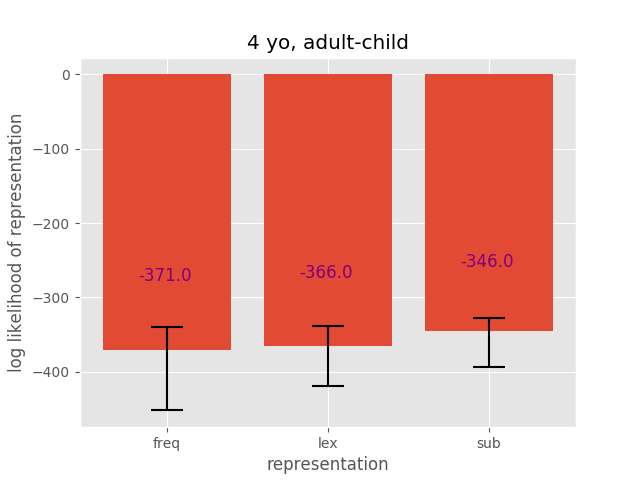 4 yo, adult-child
log likelihood of representation
0
−100
−200
−300
−400
-371.0
-366.0
-346.0
freq
lex
sub
representation